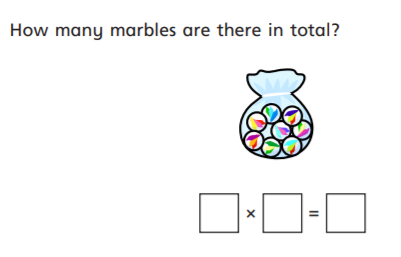 How many marbles are there in total?
× =